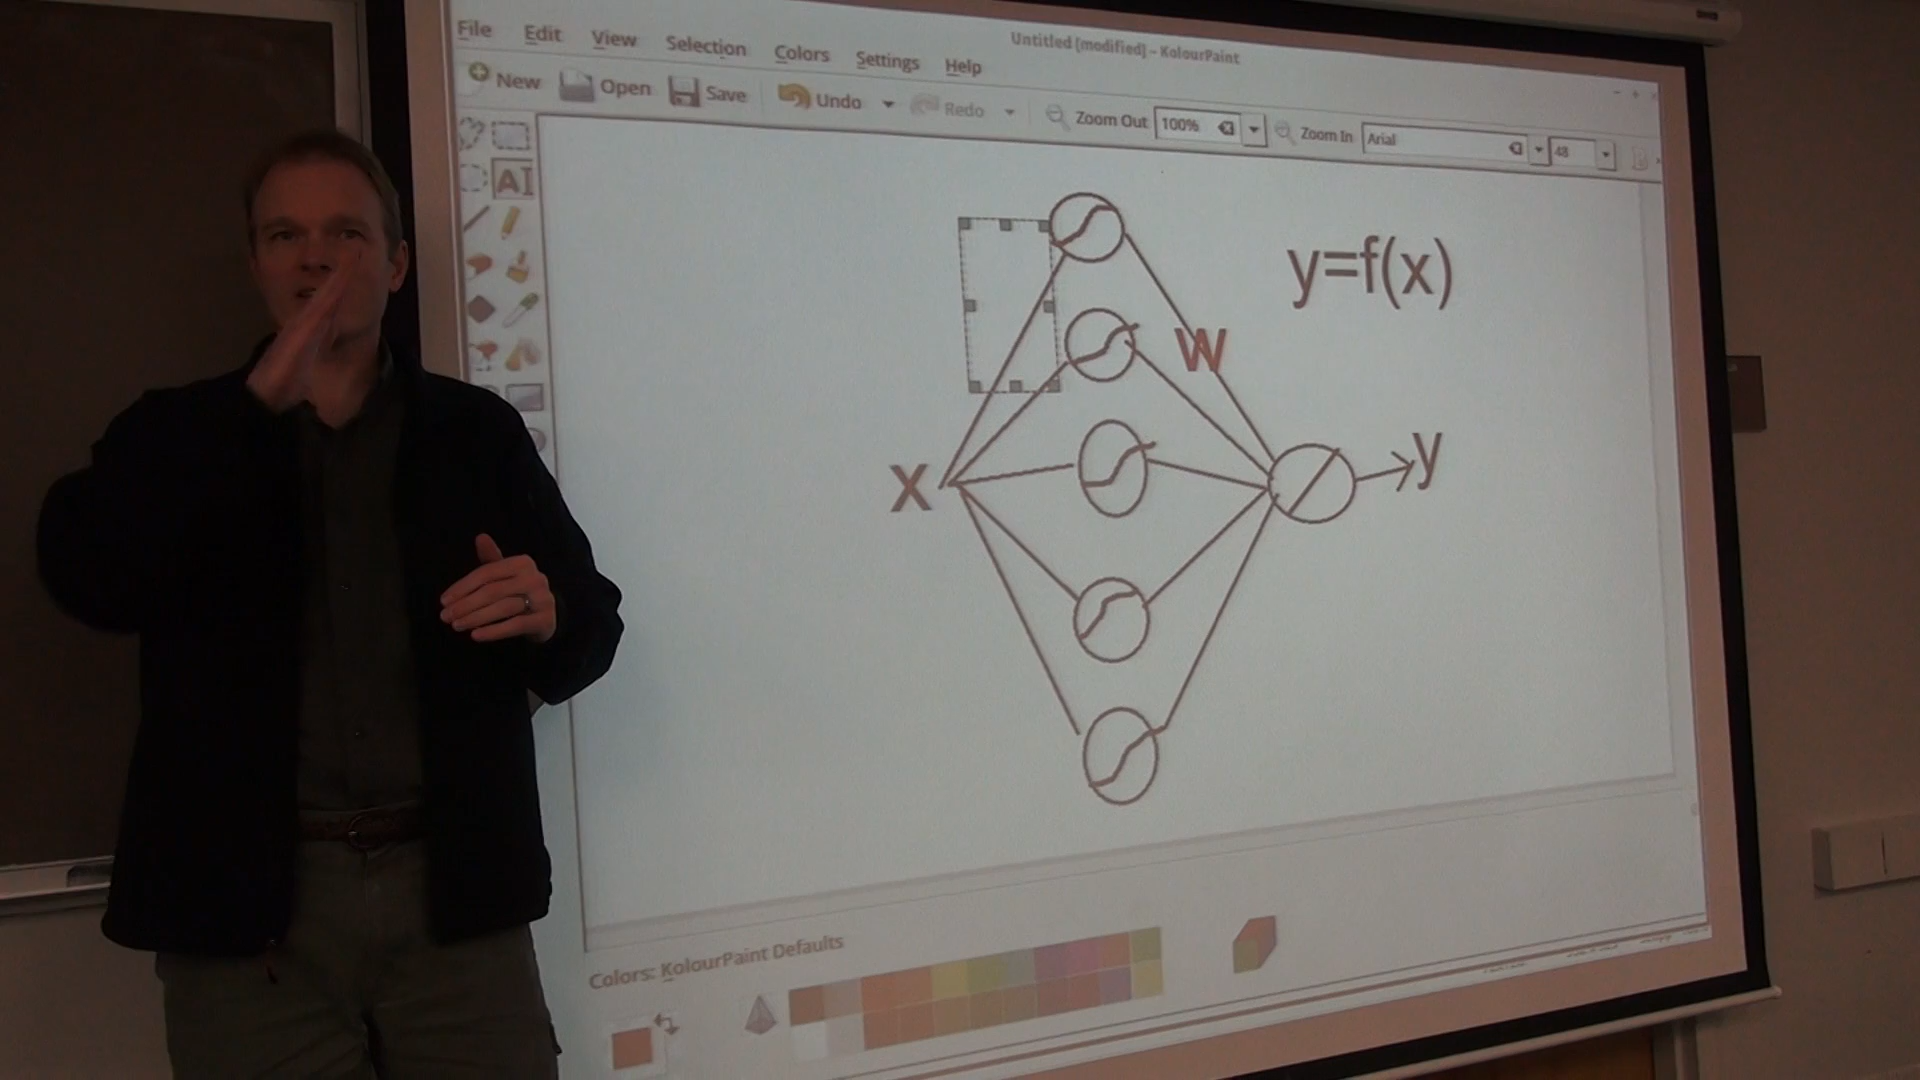 Untitled [modified] – KolourPaint
File Edit View Selection Colors Settings Help
New Open Save Undo Redo Zoom Out 100% Zoom In Arial 48
AI
y=f(x)
w
x
y
Colors: KolourPaint Defaults